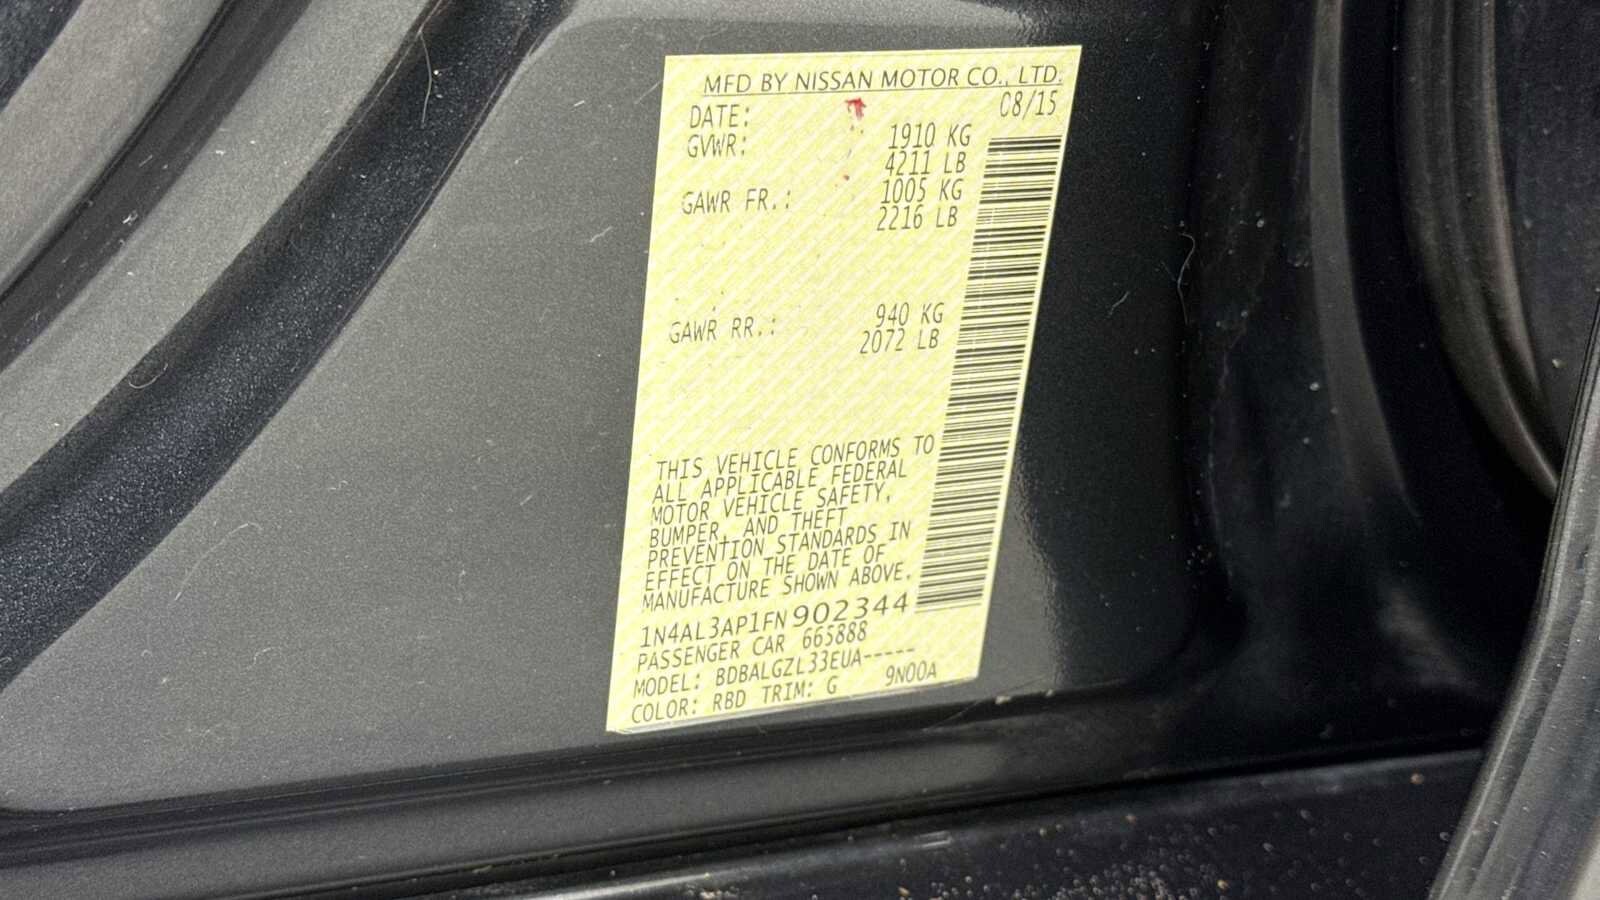 MFD BY NISSAN MOTOR CO., LTD.
DATE: 08/15
GVWR: 1910 KG
4211 LB
GAWR FR.: 1005 KG
2216 LB
GAWR RR.: 940 KG
2072 LB
THIS VEHICLE CONFORMS TO
ALL APPLICABLE FEDERAL
MOTOR VEHICLE SAFETY,
BUMPER, AND THEFT
PREVENTION STANDARDS IN
EFFECT ON THE DATE OF
MANUFACTURE SHOWN ABOVE.
1N4AL3AP1FN902344
PASSENGER CAR 665888
MODEL: BDBALGZL33EUA-----
COLOR: RBD TRIM: G 9N00A